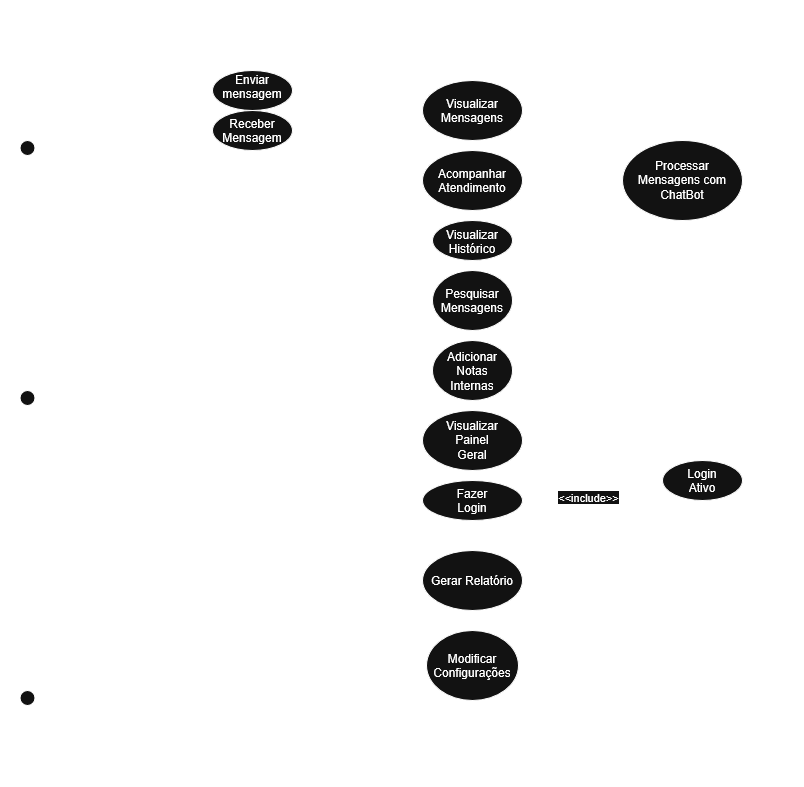 Enviar
mensagem
Receber
Mensagem
Visualizar
Mensagens
Acompanhar
Atendimento
Processar
Mensagens com
ChatBot
Visualizar
Histórico
Pesquisar
Mensagens
Adicionar
Notas
Internas
Visualizar
Painel
Geral
Fazer
Login
<<include>>
Login
Ativo
Gerar Relatório
Modificar
Configurações